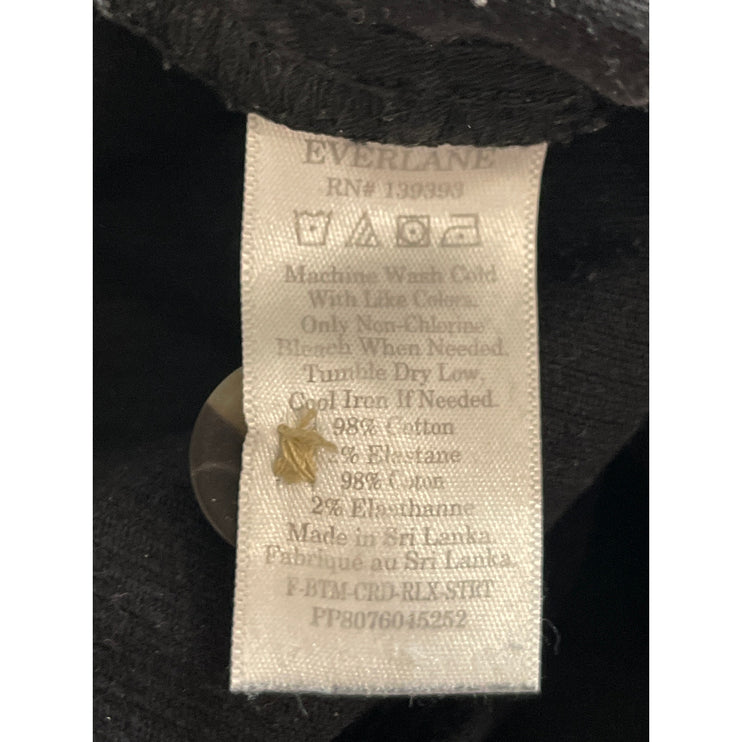 EVERLANE
RN# 139393
Machine Wash Cold
With Like Colors.
Only Non-Chlorine
Bleach When Needed.
Tumble Dry Low.
Cool Iron If Needed.
98% Cotton
2% Elastane
98% Coton
2% Elasthanne
Made in Sri Lanka.
Fabriqué au Sri Lanka.
F-BTM-CRD-RLX-STRT
PP8076045252